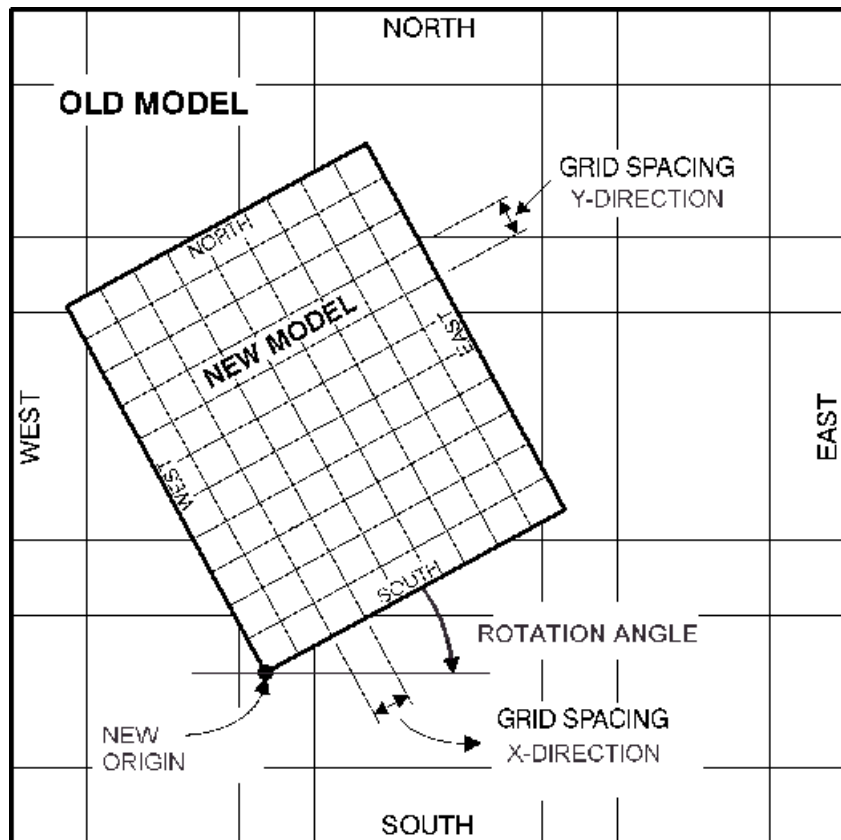 NORTH
OLD MODEL
GRID SPACING
Y-DIRECTION
NORTH
NEW MODEL
EAST
WEST
EAST
WEST
SOUTH
ROTATION ANGLE
NEW
ORIGIN
GRID SPACING
X-DIRECTION
SOUTH